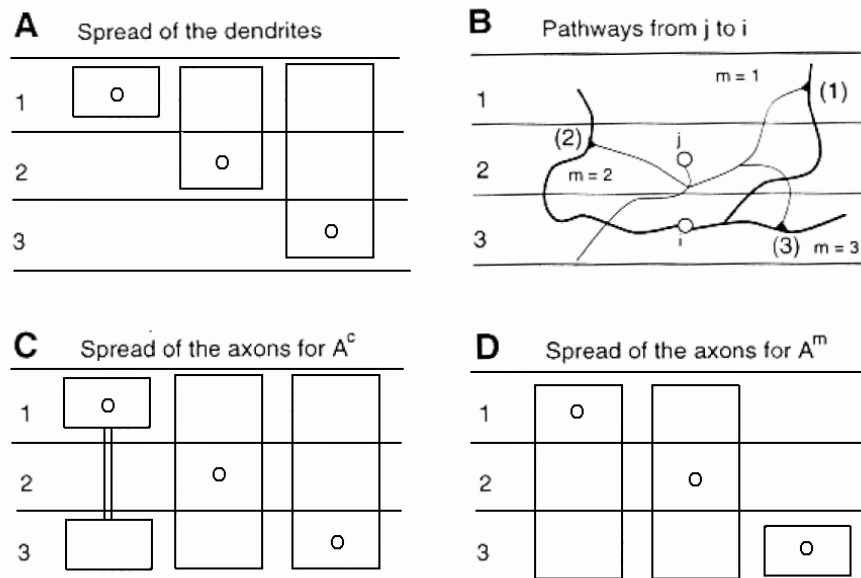 A Spread of the dendrites
1
2
3
B Pathways from j to i
1
2
3
m = 1
(1)
(2)
j
m = 2
i
(3)
m = 3
C Spread of the axons for A^c
1
2
3
D Spread of the axons for A^m
1
2
3